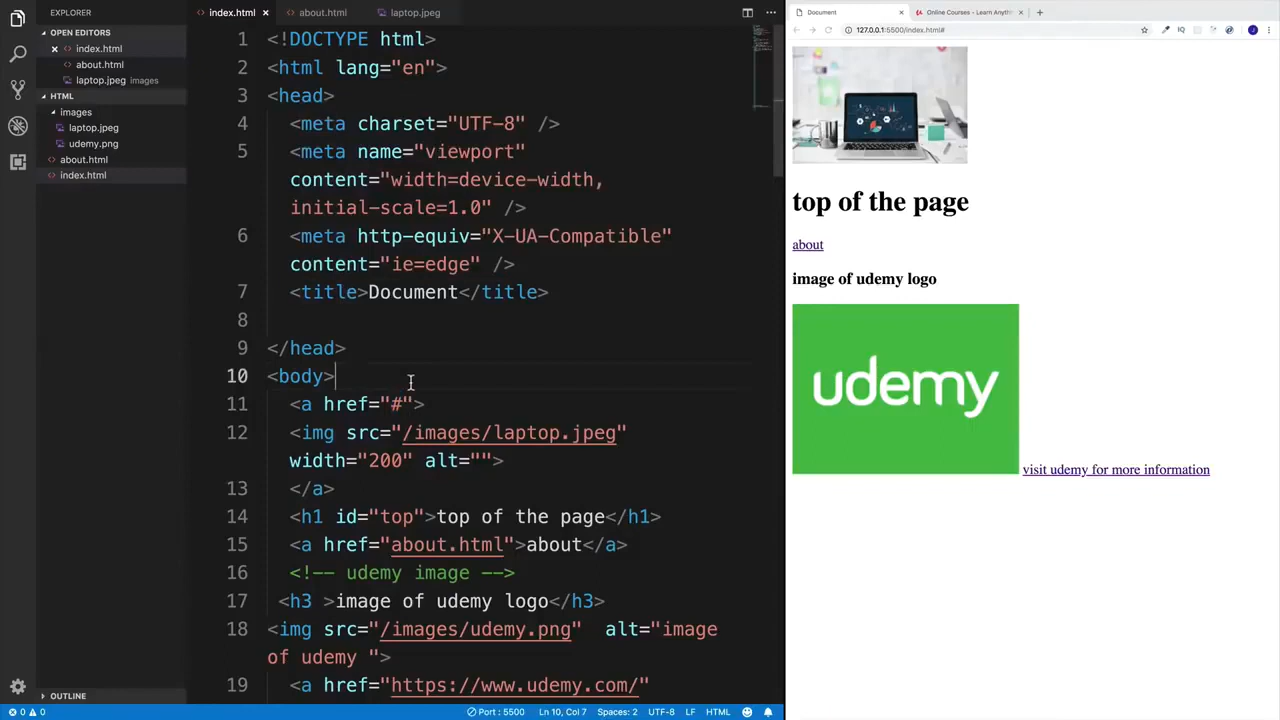 EXPLORER
OPEN EDITORS
index.html
about.html
laptop.jpeg images
HTML
images
laptop.jpeg
udemy.png
about.html
index.html
OUTLINE
index.html
about.html
laptop.jpeg
1 <!DOCTYPE html>
2 <html lang="en">
3 <head>
4 <meta charset="UTF-8" />
5 <meta name="viewport"
content="width=device-width,
initial-scale=1.0" />
6 <meta http-equiv="X-UA-Compatible"
content="ie=edge" />
7 <title>Document</title>
8
9 </head>
10 <body>
11 <a href="#">
12 <img src="/images/laptop.jpeg"
width="200" alt="">
13 </a>
14 <h1 id="top">top of the page</h1>
15 <a href="about.html">about</a>
16 <!-- udemy image -->
17 <h3 >image of udemy logo</h3>
18 <img src="/images/udemy.png"  alt="image
of udemy ">
19 <a href="https://www.udemy.com/"
0 0
Port : 5500
Ln 10, Col 7
Spaces: 2
UTF-8
LF
HTML
Document
Online Courses - Learn Anyth
127.0.0.1:5500/index.html#
IQ
J
top of the page
about
image of udemy logo
udemy
visit udemy for more information